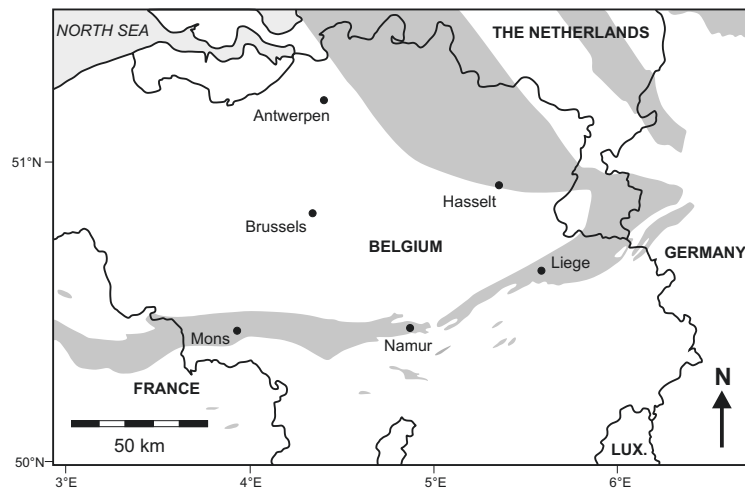 NORTH SEA
THE NETHERLANDS
Antwerpen
51°N
Hasselt
Brussels
BELGIUM
GERMANY
Liege
Mons
Namur
FRANCE
N
50 km
LUX.
50°N
3°E
4°E
5°E
6°E